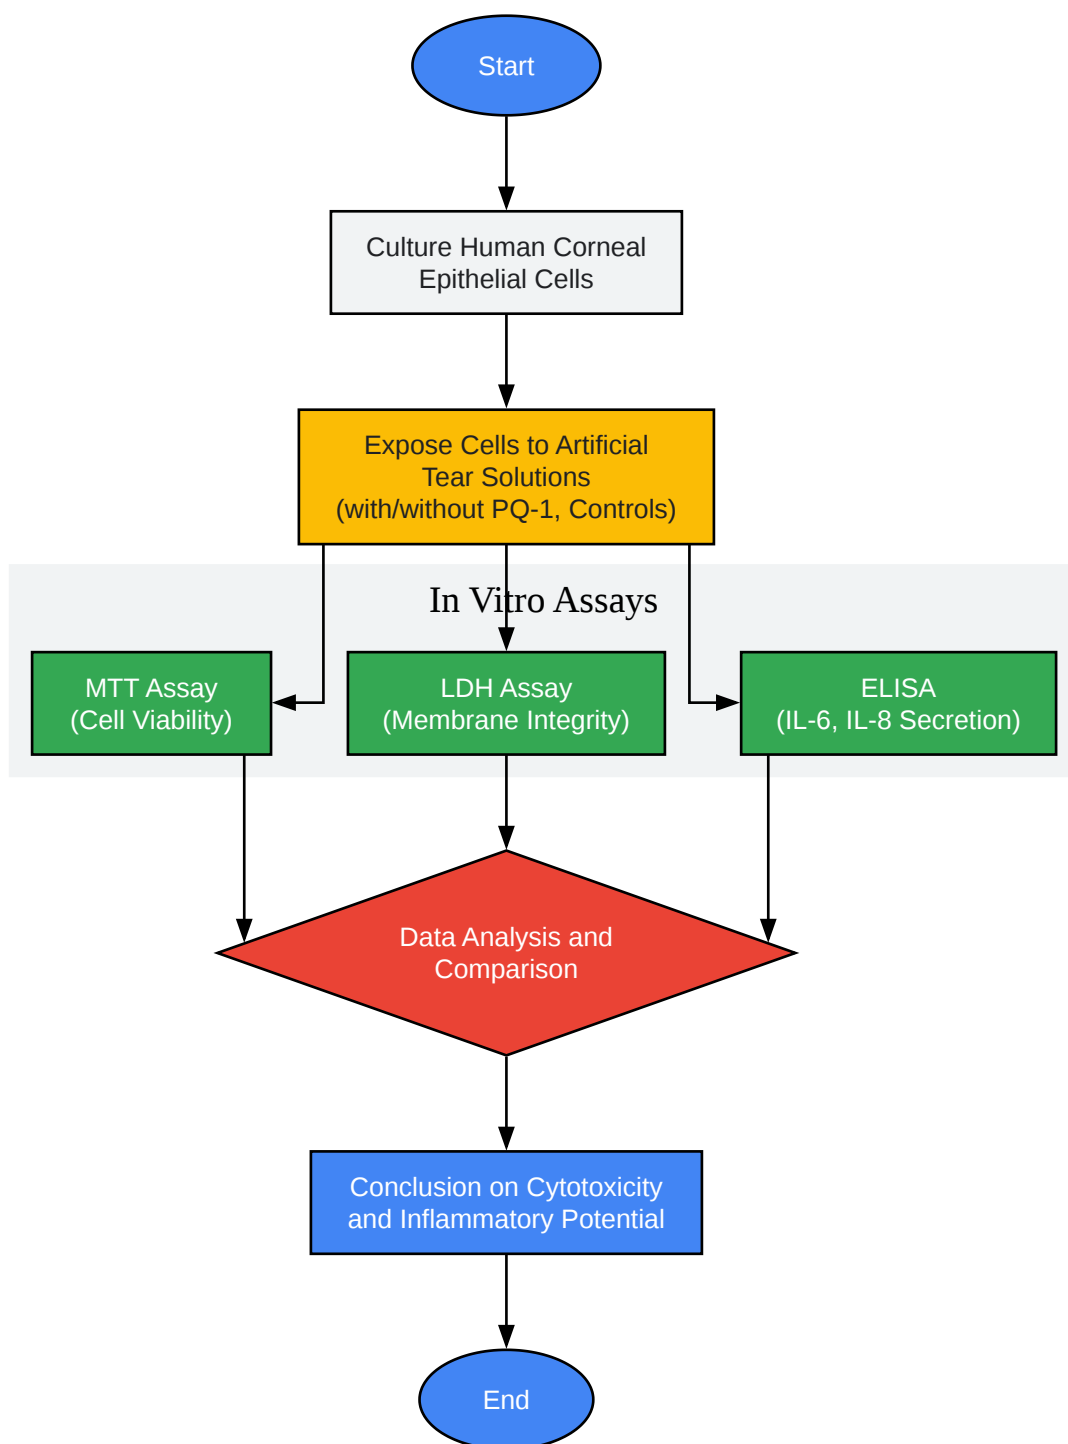 Start
Culture Human Corneal
Epithelial Cells
Expose Cells to Artificial
Tear Solutions
(with/without PQ-1, Controls)
In Vitro Assays
MTT Assay
(Cell Viability)
LDH Assay
(Membrane Integrity)
ELISA
(IL-6, IL-8 Secretion)
Data Analysis and
Comparison
Conclusion on Cytotoxicity
and Inflammatory Potential
End